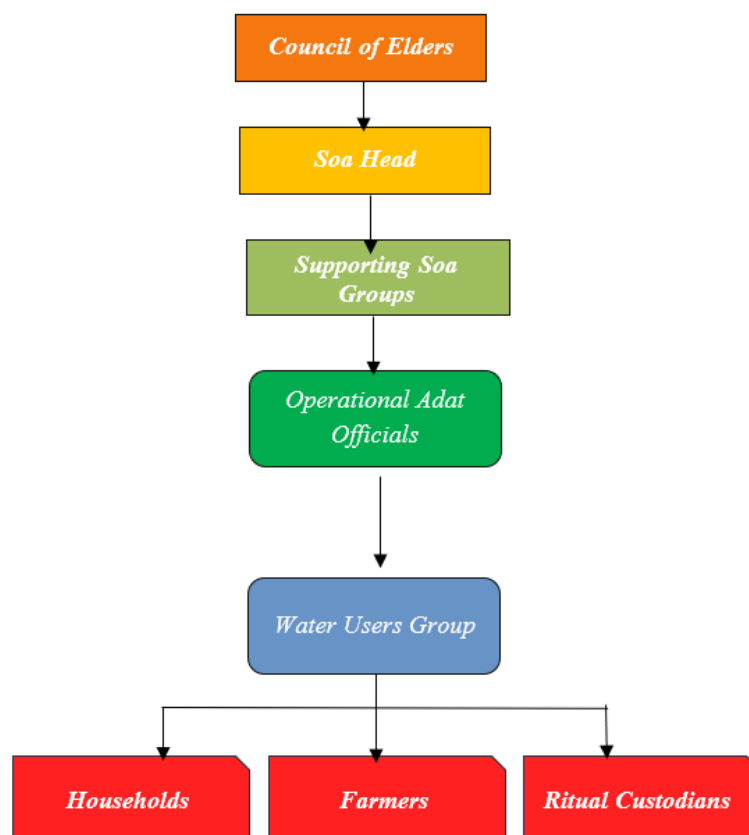 Council of Elders
Soa Head
Supporting Soa
Groups
Operational Adat
Officials
Water Users Group
Households
Farmers
Ritual Custodians